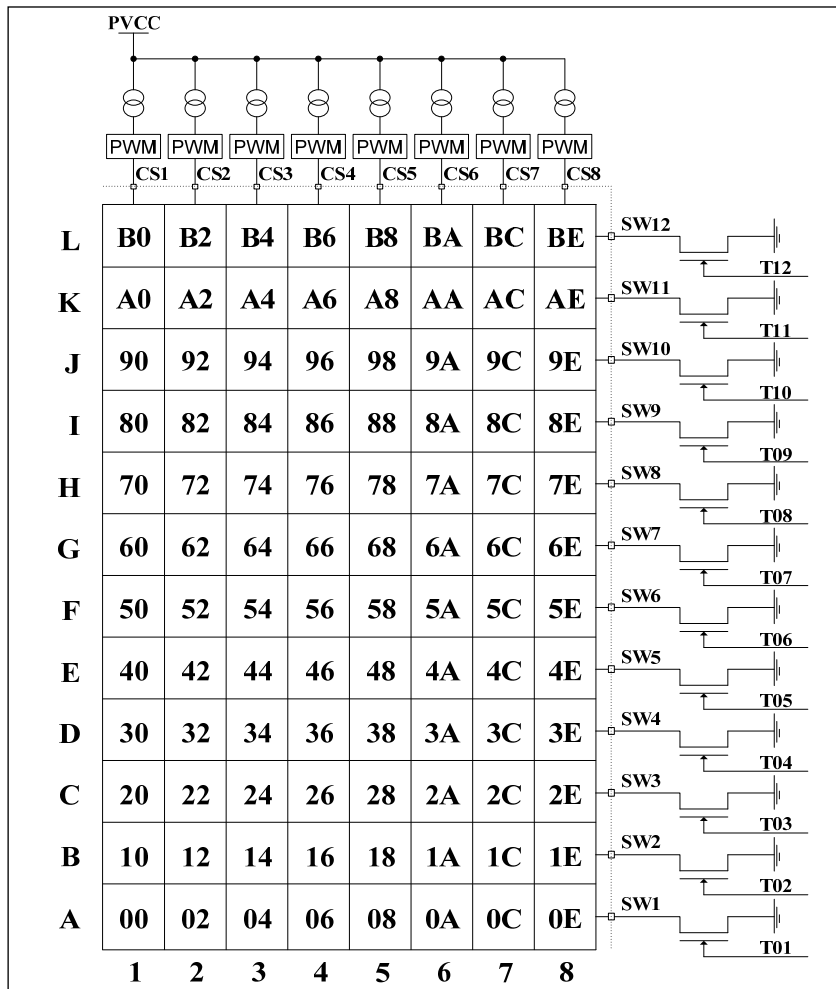 PVCC
PWM PWM PWM PWM PWM PWM PWM PWM
CS1 CS2 CS3 CS4 CS5 CS6 CS7 CS8
L B0 B2 B4 B6 B8 BA BC BE SW12
T12
K A0 A2 A4 A6 A8 AA AC AE SW11
T11
J 90 92 94 96 98 9A 9C 9E SW10
T10
I 80 82 84 86 88 8A 8C 8E SW9
T09
H 70 72 74 76 78 7A 7C 7E SW8
T08
G 60 62 64 66 68 6A 6C 6E SW7
T07
F 50 52 54 56 58 5A 5C 5E SW6
T06
E 40 42 44 46 48 4A 4C 4E SW5
T05
D 30 32 34 36 38 3A 3C 3E SW4
T04
C 20 22 24 26 28 2A 2C 2E SW3
T03
B 10 12 14 16 18 1A 1C 1E SW2
T02
A 00 02 04 06 08 0A 0C 0E SW1
T01
1 2 3 4 5 6 7 8